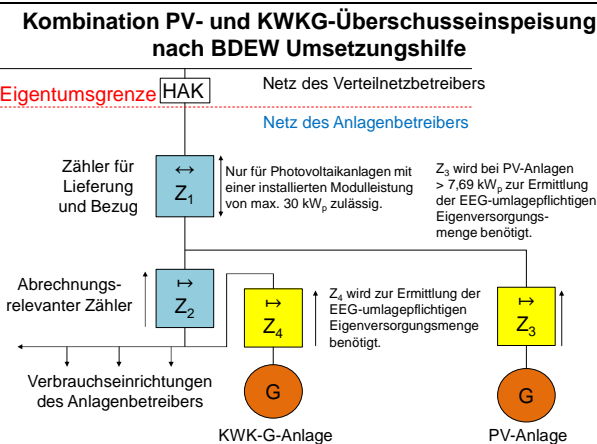 Kombination PV- und KWKG-Überschusseinspeisung
nach BDEW Umsetzungshilfe
Eigentumsgrenze
HAK
Netz des Verteilnetzbetreibers
Netz des Anlagenbetreibers
Zähler für
Lieferung
und Bezug
↔
Z1
Nur für Photovoltaikanlagen mit
einer installierten Modulleistung
von max. 30 kWp zulässig.
Z3 wird bei PV-Anlagen
> 7,69 kWp zur Ermittlung
der EEG-umlagepflichtigen
Eigenversorgungs-
menge benötigt.
Abrechnungs-
relevanter Zähler
↦
Z2
↦
Z4
Z4 wird zur Ermittlung der
EEG-umlagepflichtigen
Eigenversorgungsmenge
benötigt.
↦
Z3
Verbrauchseinrichtungen
des Anlagenbetreibers
G
KWK-G-Anlage
G
PV-Anlage